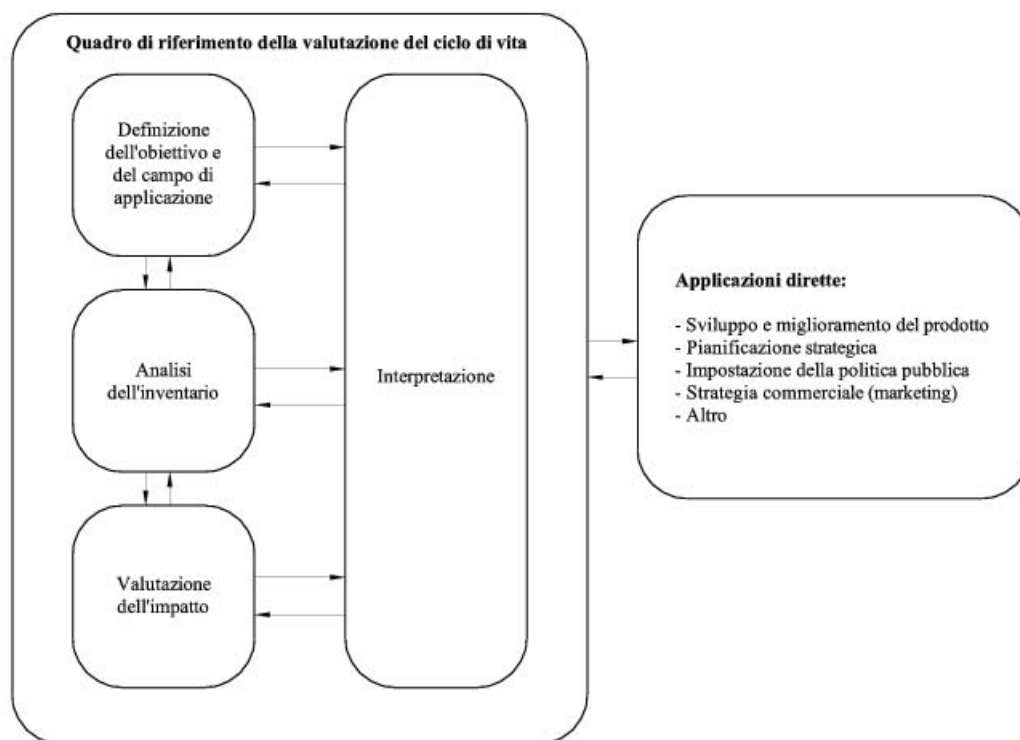 Quadro di riferimento della valutazione del ciclo di vita
Definizione
dell'obiettivo e
del campo di
applicazione
Analisi
dell'inventario
Valutazione
dell'impatto
Interpretazione
Applicazioni dirette:
- Sviluppo e miglioramento del prodotto
- Pianificazione strategica
- Impostazione della politica pubblica
- Strategia commerciale (marketing)
- Altro